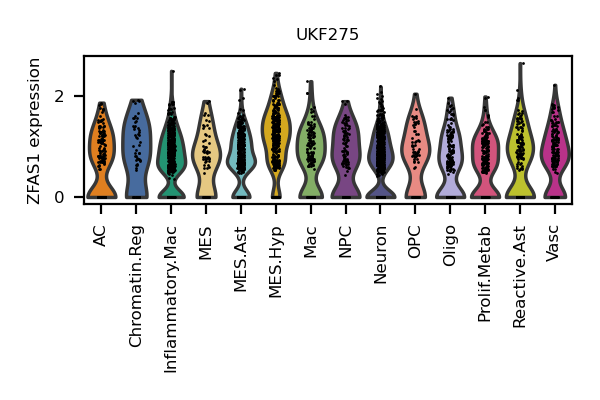 UKF275
ZFAS1 expression
2
0
AC
Chromatin.Reg
Inflammatory.Mac
MES
MES.Ast
MES.Hyp
Mac
NPC
Neuron
OPC
Oligo
Prolif.Metab
Reactive.Ast
Vasc